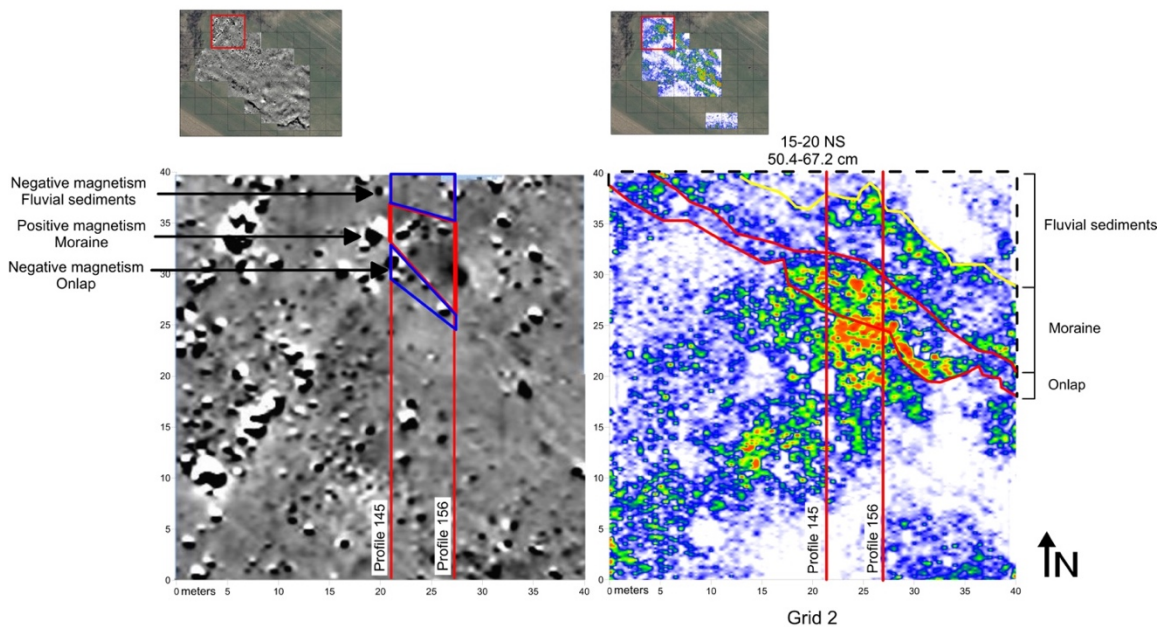 15-20 NS
50.4-67.2 cm
Negative magnetism
Fluvial sediments
Positive magnetism
Moraine
Negative magnetism
Onlap
40
35
30
25
20
15
10
5
0
0 meters 5 10 15 20 25 30 40
Profile 145
Profile 156
40
35
30
25
20
15
10
5
0
0 meters 5 10 15 20 25 30 35 40
Profile 145
Profile 156
Fluvial sediments
Moraine
Onlap
N
Grid 2